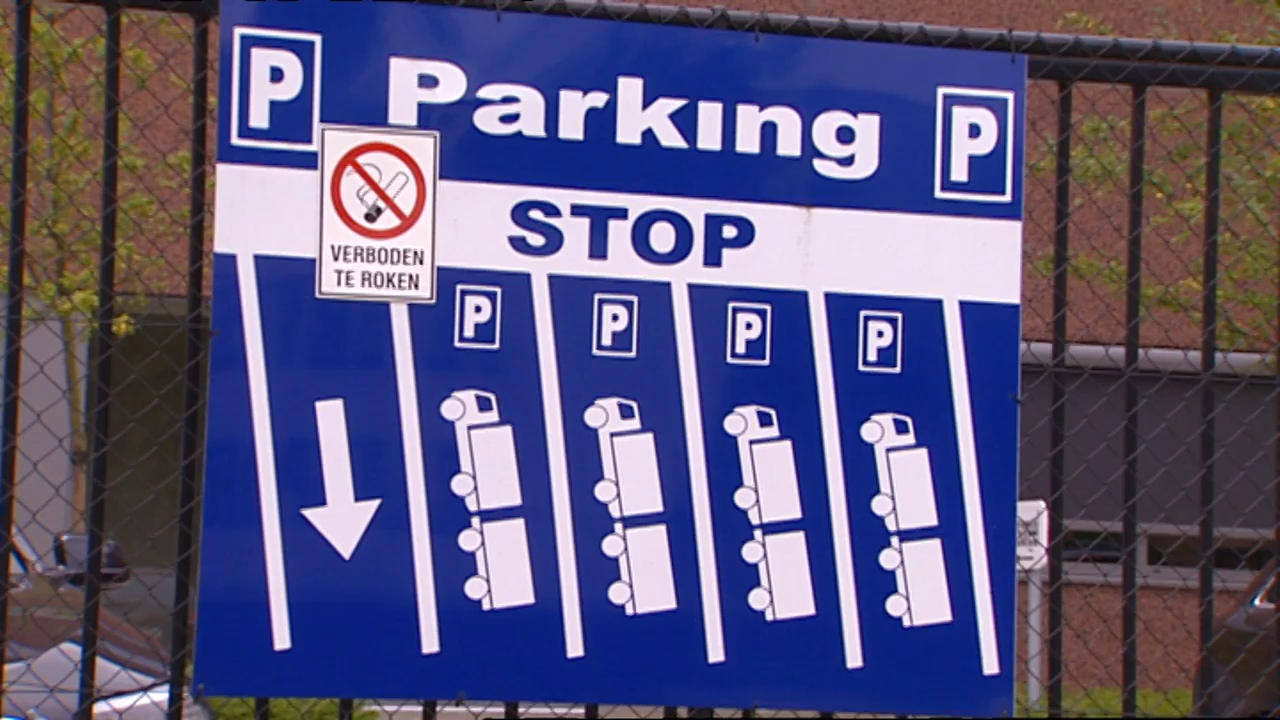 P Parking P
STOP
VERBODEN
TE ROKEN
P P P P